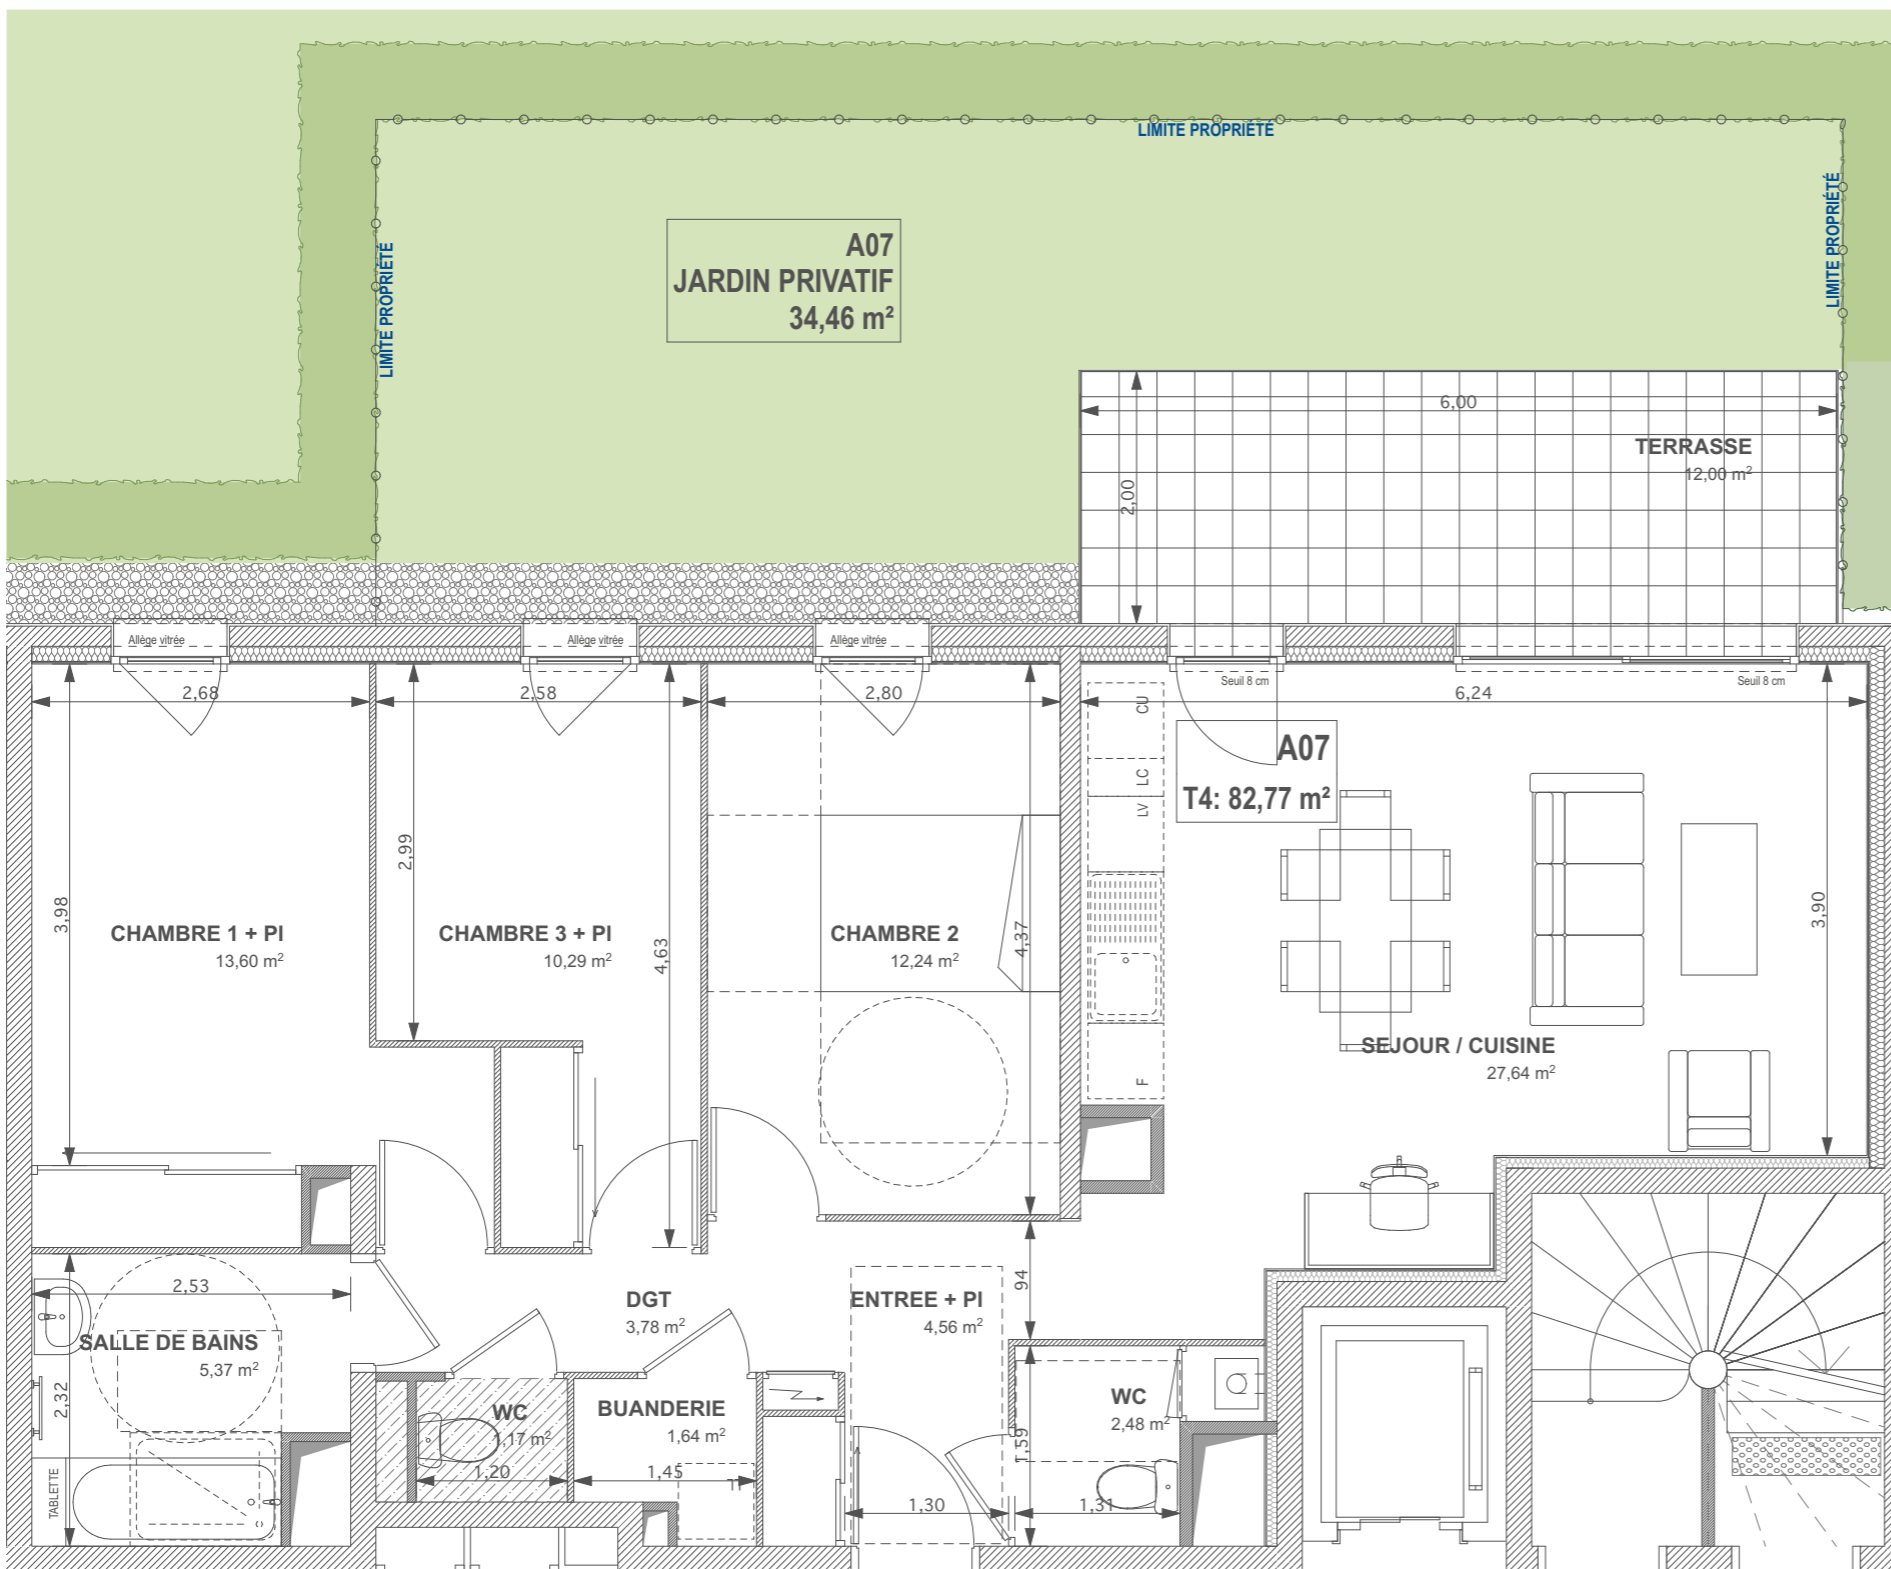 LIMITE PROPRIÉTÉ
LIMITE PROPRIÉTÉ
LIMITE PROPRIÉTÉ
A07
JARDIN PRIVATIF
34,46 m²
6,00
TERRASSE
12,00 m²
2,00
Allège vitrée
Allège vitrée
Allège vitrée
Seuil 8 cm
Seuil 8 cm
2,68
2,58
2,80
6,24
CU
LC
LV
F
A07
T4: 82,77 m²
2,99
3,98
4,63
4,37
3,90
CHAMBRE 1 + PI
13,60 m²
CHAMBRE 3 + PI
10,29 m²
CHAMBRE 2
12,24 m²
SEJOUR / CUISINE
27,64 m²
2,53
DGT
3,78 m²
ENTREE + PI
4,56 m²
94
SALLE DE BAINS
5,37 m²
2,32
TABLETTE
WC
1,17 m²
1,20
BUANDERIE
1,64 m²
1,45
1,30
WC
2,48 m²
1,59
1,31